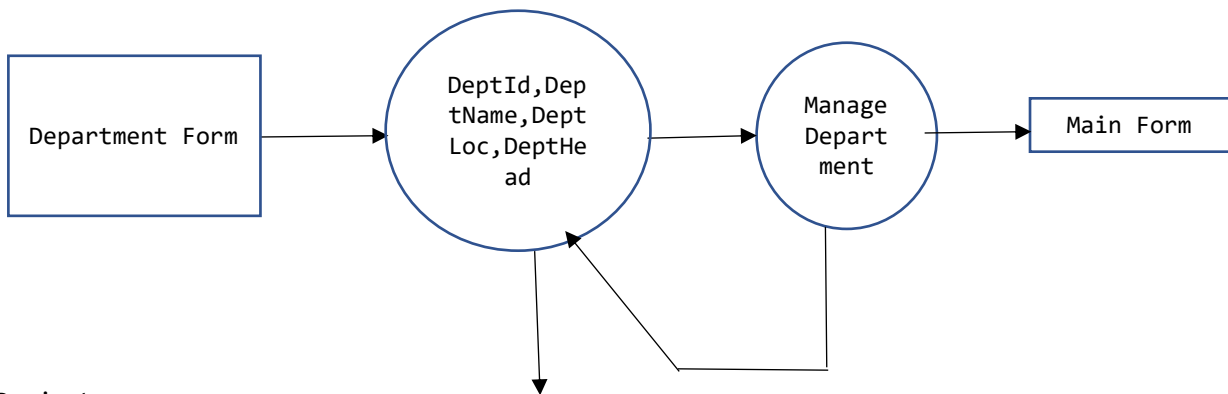 Department Form
DeptId,Dep
tName,Dept
Loc,DeptHe
ad
Manage
Depart
ment
Main Form